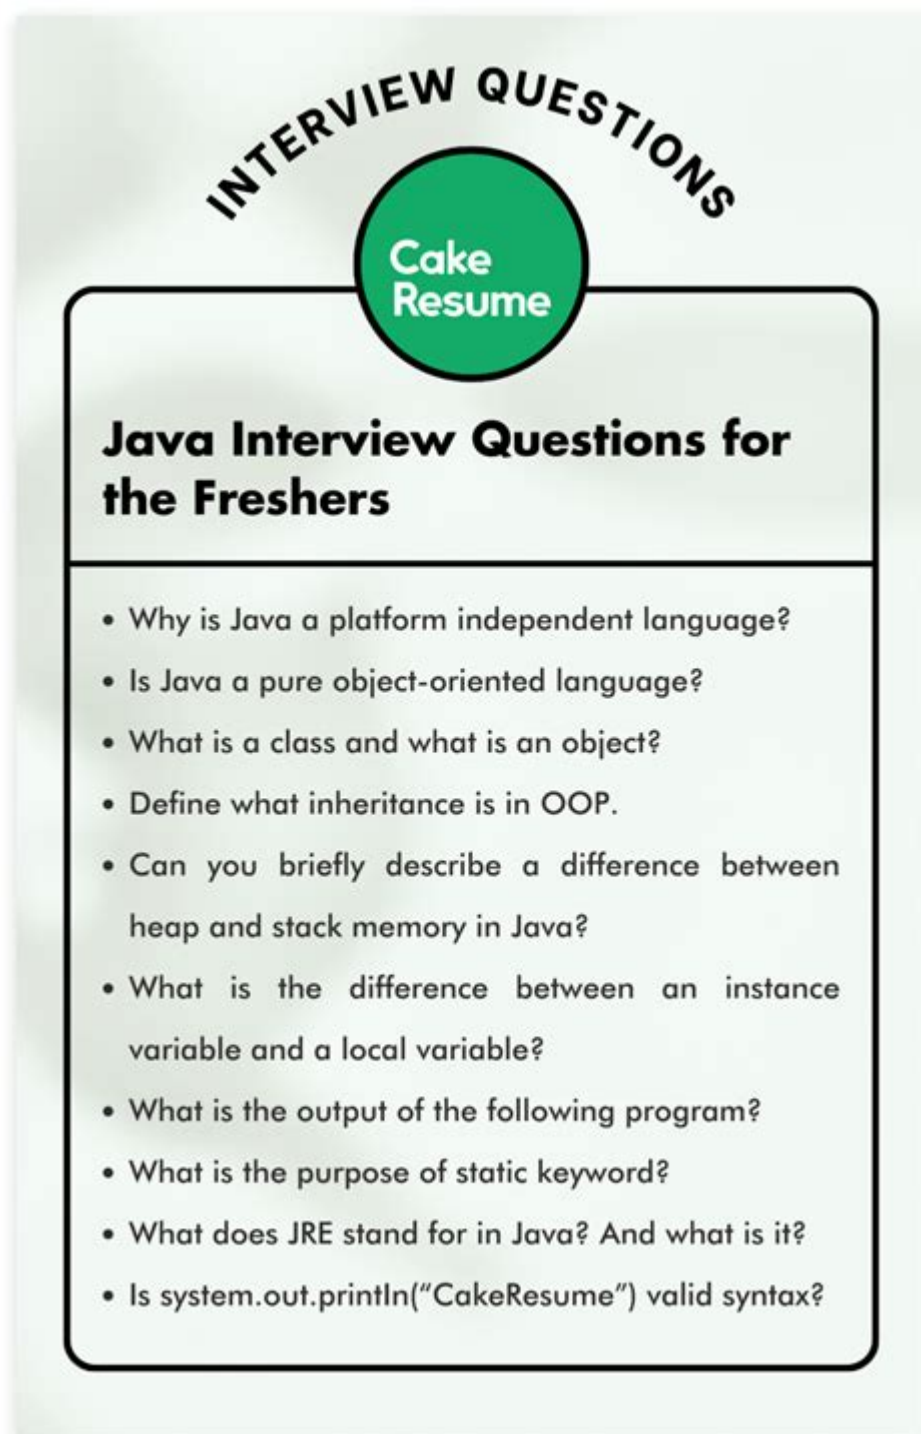 INTERVIEW QUESTIONS
Cake
Resume
Java Interview Questions for
the Freshers
• Why is Java a platform independent language?
• Is Java a pure object-oriented language?
• What is a class and what is an object?
• Define what inheritance is in OOP.
• Can you briefly describe a difference between
heap and stack memory in Java?
• What is the difference between an instance
variable and a local variable?
• What is the output of the following program?
• What is the purpose of static keyword?
• What does JRE stand for in Java? And what is it?
• Is system.out.println(“CakeResume”) valid syntax?